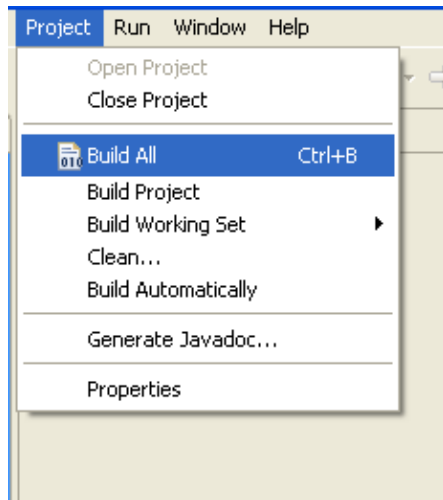 Project Run Window Help
Open Project
Close Project
010 Build All Ctrl+B
Build Project
Build Working Set
Clean...
Build Automatically
Generate Javadoc...
Properties